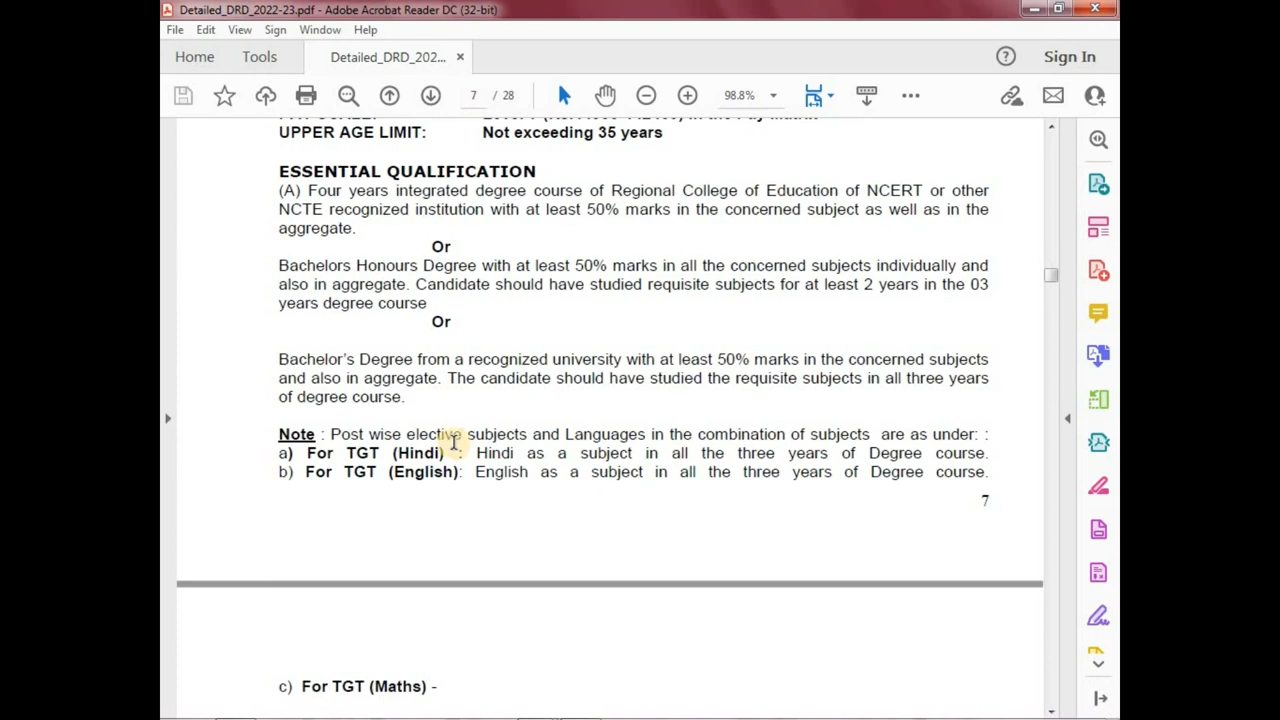 Detailed_DRD_2022-23.pdf - Adobe Acrobat Reader DC (32-bit)
File Edit View Sign Window Help
Home Tools Detailed_DRD_202... × Sign In
7 / 28 98.8%
UPPER AGE LIMIT: Not exceeding 35 years
ESSENTIAL QUALIFICATION
(A) Four years integrated degree course of Regional College of Education of NCERT or other
NCTE recognized institution with at least 50% marks in the concerned subject as well as in the
aggregate.
Or
Bachelors Honours Degree with at least 50% marks in all the concerned subjects individually and
also in aggregate. Candidate should have studied requisite subjects for at least 2 years in the 03
years degree course
Or
Bachelor's Degree from a recognized university with at least 50% marks in the concerned subjects
and also in aggregate. The candidate should have studied the requisite subjects in all three years
of degree course.
Note : Post wise elective subjects and Languages in the combination of subjects are as under: :
a) For TGT (Hindi) : Hindi as a subject in all the three years of Degree course.
b) For TGT (English): English as a subject in all the three years of Degree course.
7
c) For TGT (Maths) -